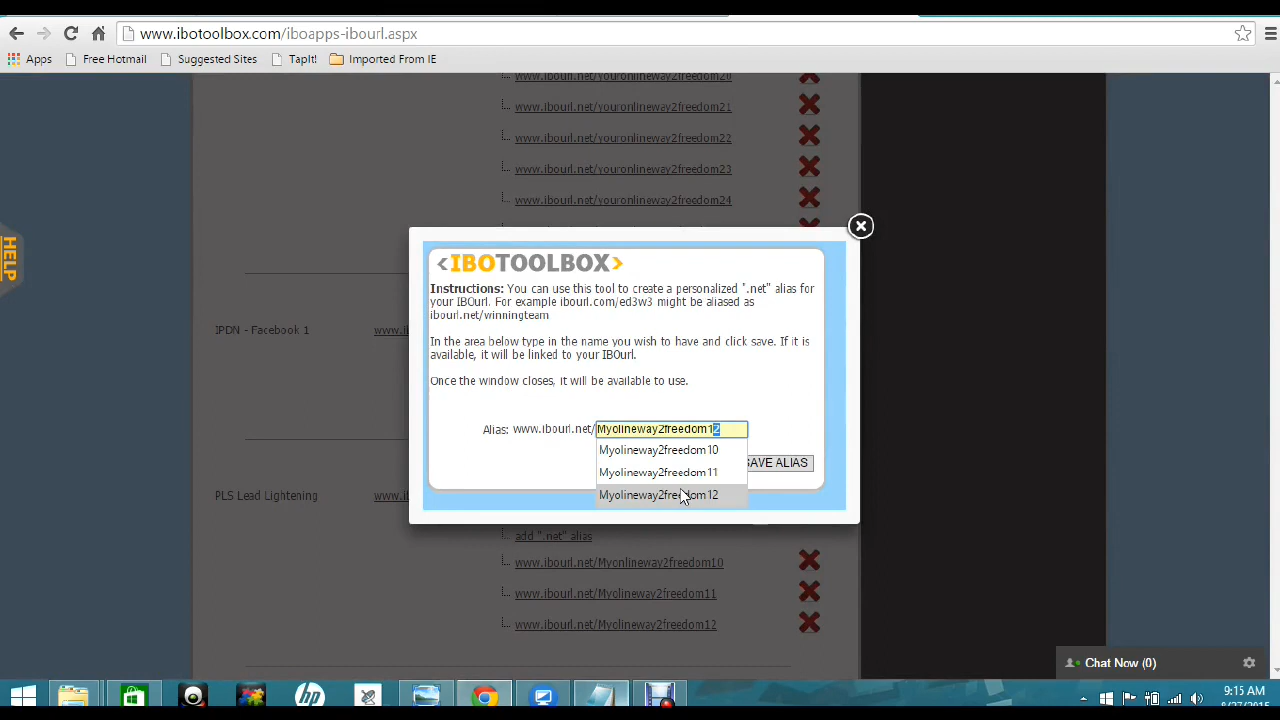 www.ibotoolbox.com/iboapps-ibourl.aspx
Apps Free Hotmail Suggested Sites TapIt! Imported From IE
www.ibourl.net/youronlineway2freedom20
www.ibourl.net/youronlineway2freedom21
www.ibourl.net/youronlineway2freedom22
www.ibourl.net/youronlineway2freedom23
www.ibourl.net/youronlineway2freedom24
HELP
<IBOTOOLBOX>
Instructions: You can use this tool to create a personalized ".net" alias for
your IBOurl. For example ibourl.com/ed3w3 might be aliased as
ibourl.net/winningteam
In the area below type in the name you wish to have and click save. If it is
available, it will be linked to your IBOurl.
Once the window closes, it will be available to use.
Alias: www.ibourl.net/Myolineway2freedom12
Myolineway2freedom10
SAVE ALIAS
Myolineway2freedom11
Myolineway2freedom12
IPDN - Facebook 1 www.i
PLS Lead Lightening www.i
add ".net" alias
www.ibourl.net/Myonlineway2freedom10
www.ibourl.net/Myolineway2freedom11
www.ibourl.net/Myolineway2freedom12
Chat Now (0)
hp
9:15 AM
8/27/2015